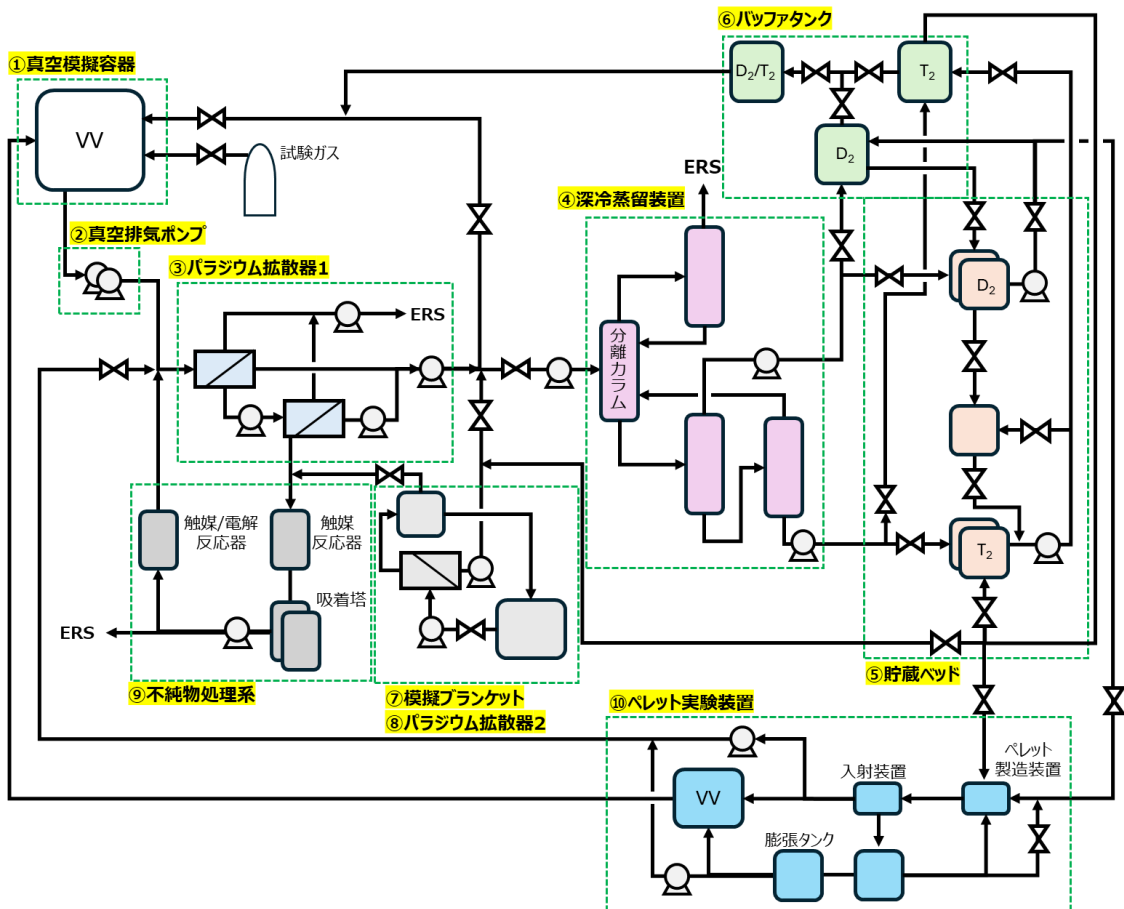 ⑥バッファタンク
①真空模擬容器
D2/T2
T2
VV
試験ガス
D2
ERS
④深冷蒸留装置
②真空排気ポンプ
③パラジウム拡散器1
ERS
D2
分離カラム
触媒/電解
反応器
触媒
反応器
T2
吸着塔
ERS
⑤貯蔵ベッド
⑨不純物処理系
⑦模擬ブランケット
⑧パラジウム拡散器2
⑩ペレット実験装置
ペレット
製造装置
入射装置
VV
膨張タンク